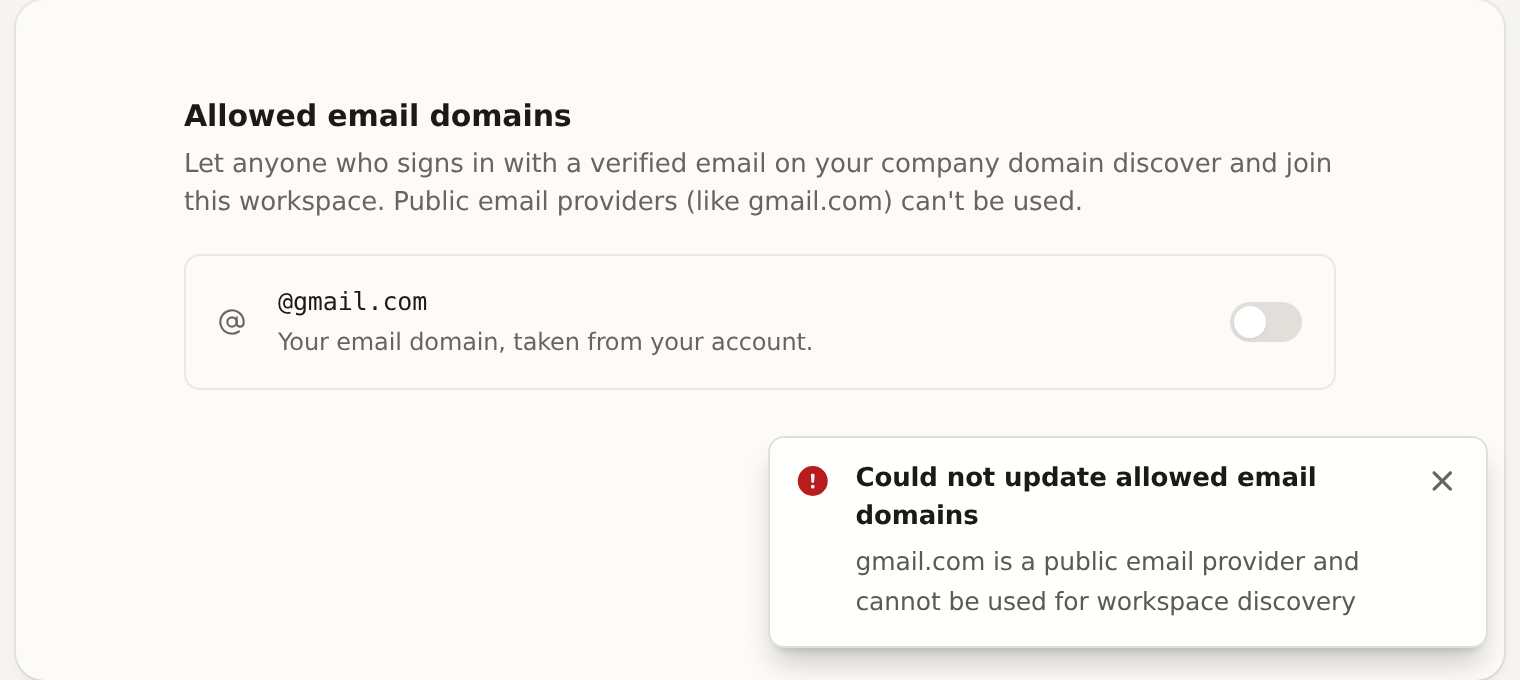 Allowed email domains
Let anyone who signs in with a verified email on your company domain discover and join
this workspace. Public email providers (like gmail.com) can't be used.
@gmail.com
Your email domain, taken from your account.
Could not update allowed email
domains
gmail.com is a public email provider and
cannot be used for workspace discovery